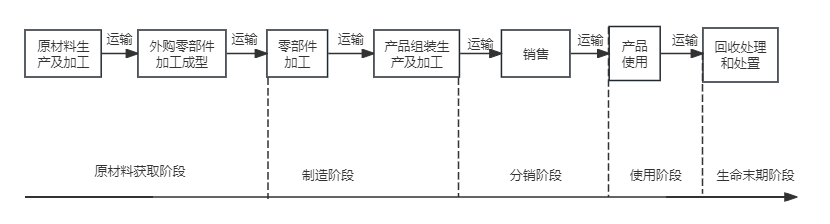 运输
运输
运输
运输
运输
运输
原材料生
产及加工
外购零部件
加工成型
零部件
加工
产品组装生
产及加工
销售
产品
使用
回收处理
和处置
原材料获取阶段
制造阶段
分销阶段
使用阶段
生命末期阶段